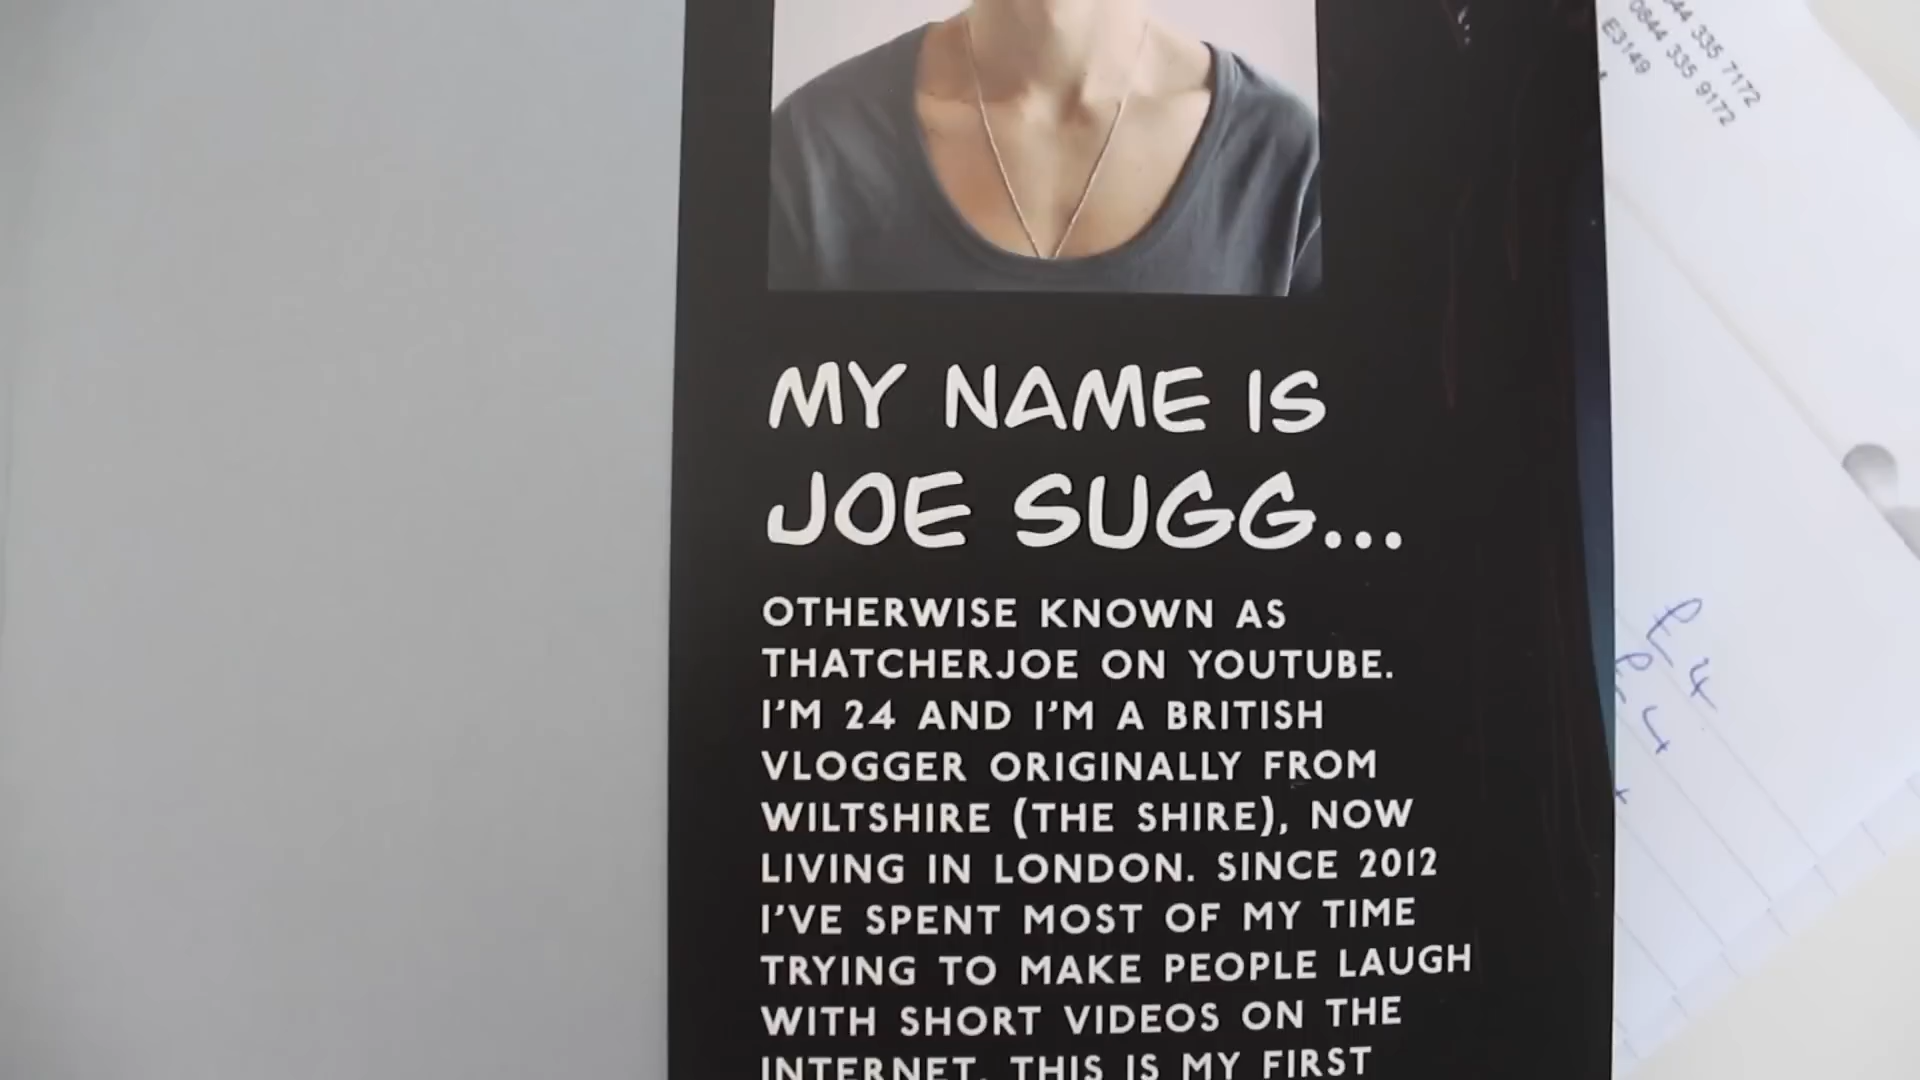 MY NAME IS
JOE SUGG...
OTHERWISE KNOWN AS
THATCHERJOE ON YOUTUBE.
I'M 24 AND I'M A BRITISH
VLOGGER ORIGINALLY FROM
WILTSHIRE (THE SHIRE), NOW
LIVING IN LONDON. SINCE 2012
I'VE SPENT MOST OF MY TIME
TRYING TO MAKE PEOPLE LAUGH
WITH SHORT VIDEOS ON THE
INTERNET. THIS IS MY FIRST
335 7172
0844 335 9172
E3149